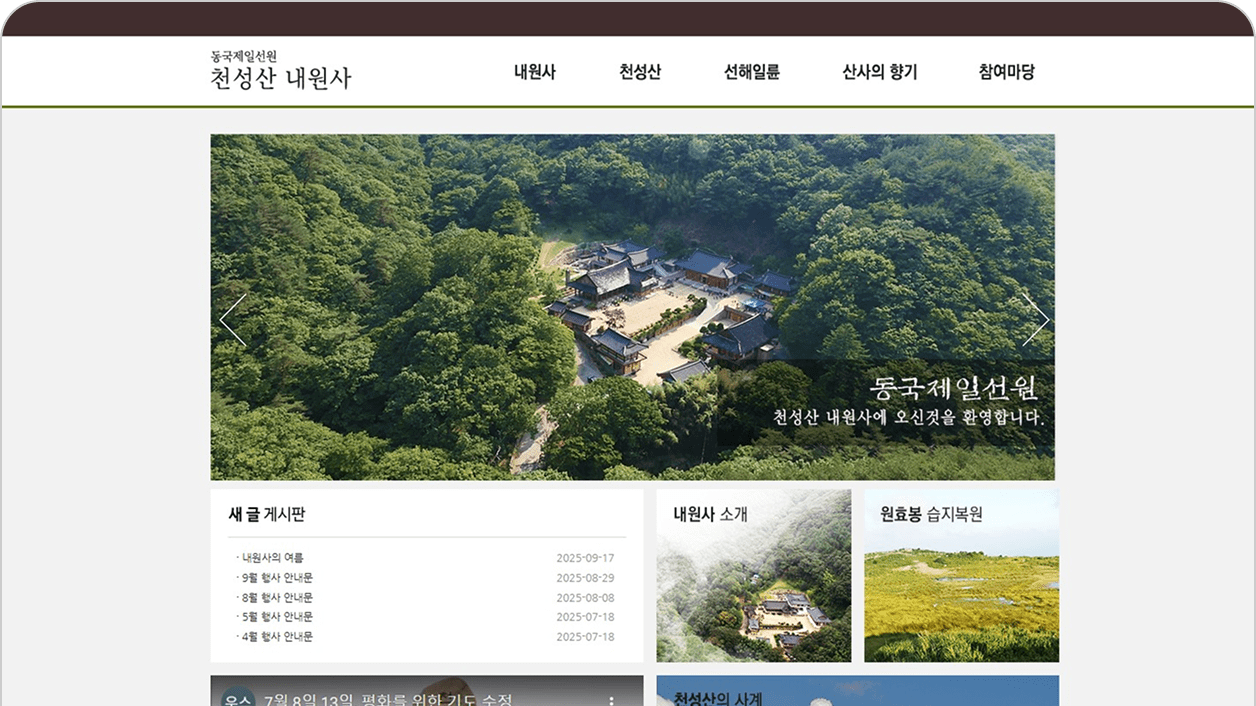 동국제일선원
천성산 내원사
내원사 천성산 선해일륜 산사의 향기 참여마당
동국제일선원
천성산 내원사에 오신것을 환영합니다.
새 글 게시판
· 내원사의 여름 2025-09-17
· 9월 행사 안내문 2025-08-29
· 8월 행사 안내문 2025-08-08
· 5월 행사 안내문 2025-07-18
· 4월 행사 안내문 2025-07-18
내원사 소개
원효봉 습지복원
우스 7월 8일 13일 평화를 위한 기도 수정
천성산의 사계